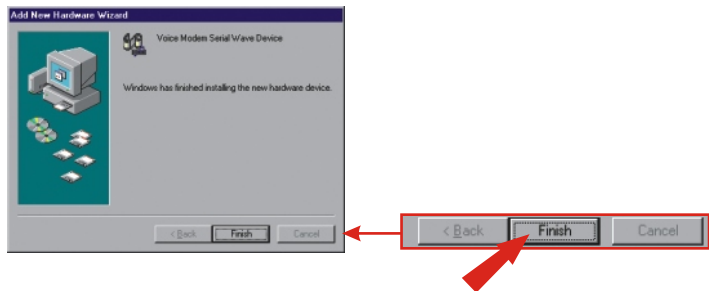 Add New Hardware Wizard
Voice Modem Serial Wave Device
Windows has finished installing the new hardware device.
< Back Finish Cancel
< Back Finish Cancel